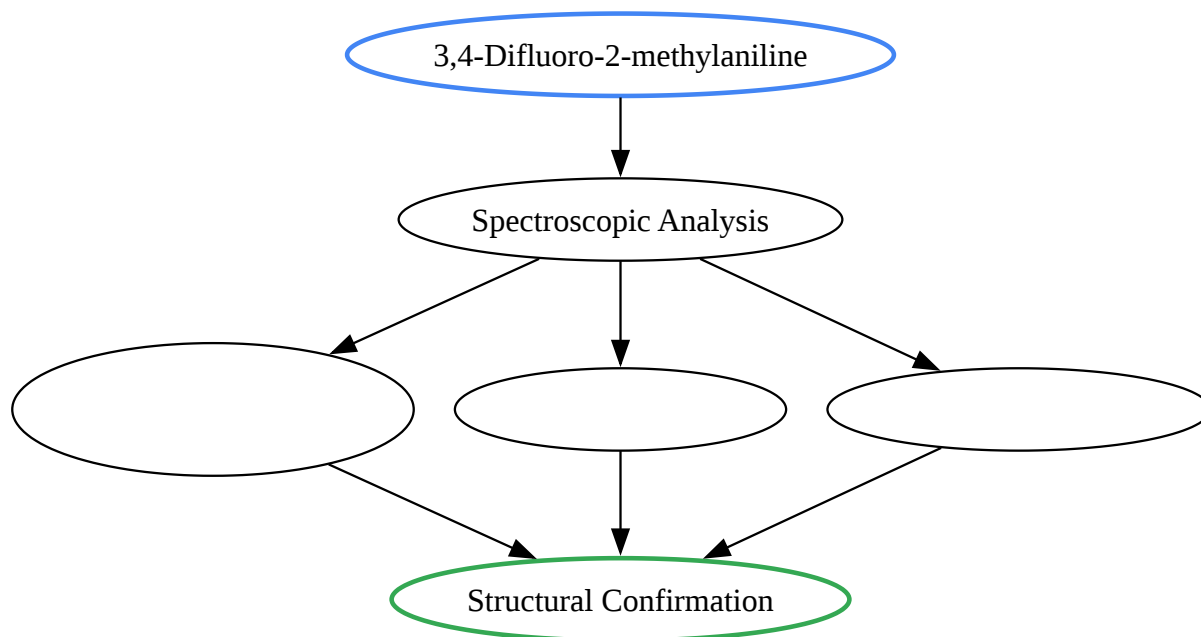 3,4-Difluoro-2-methylaniline
Spectroscopic Analysis
Structural Confirmation